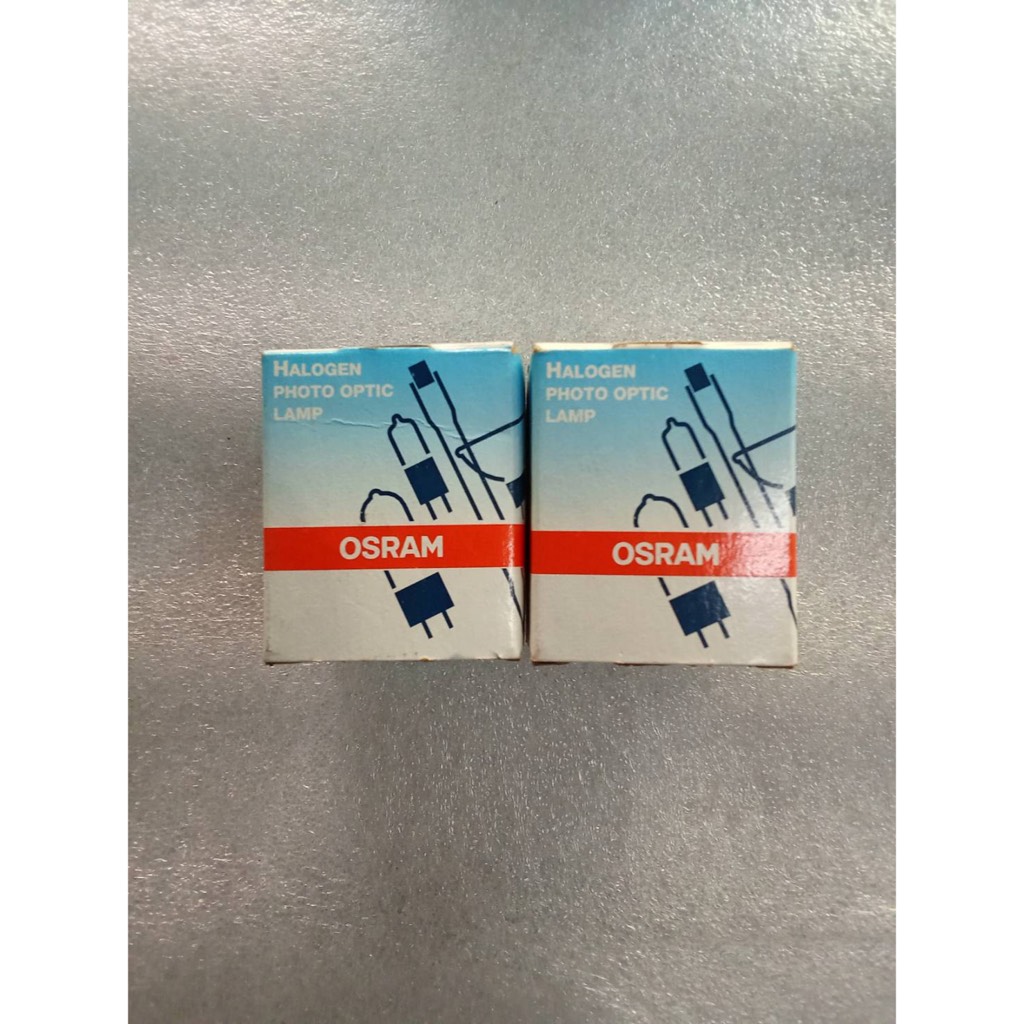 HALOGEN
PHOTO OPTIC
LAMP
OSRAM
HALOGEN
PHOTO OPTIC
LAMP
OSRAM